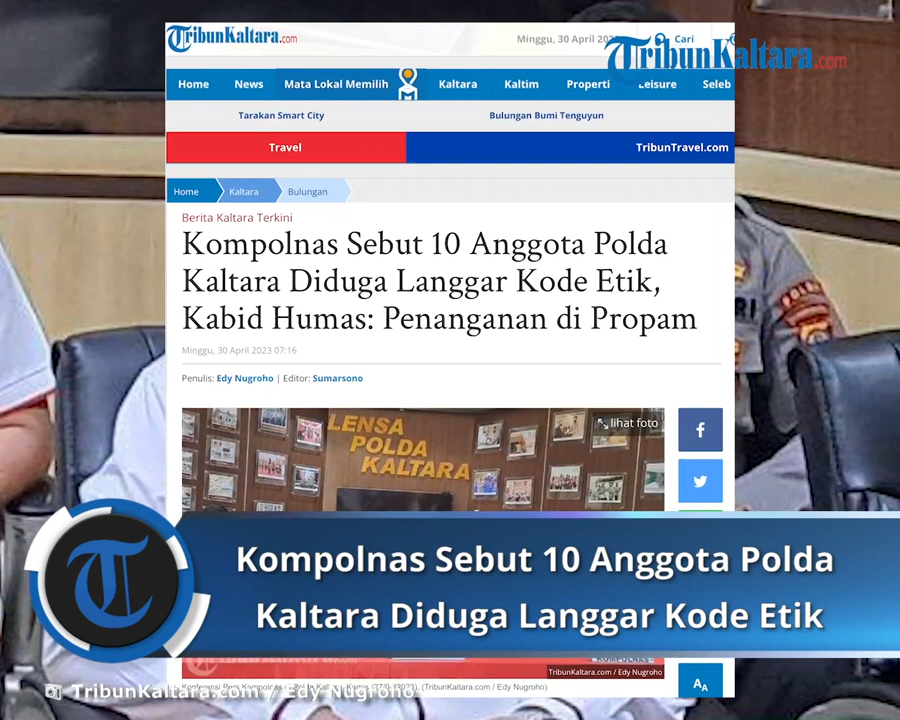 TribunKaltara.com
Minggu, 30 April
Cari
TribunKaltara.com
Home News Mata Lokal Memilih Kaltara Kaltim Properti Leisure Seleb
Tarakan Smart City Bulungan Bumi Tenguyun
Travel TribunTravel.com
Home Kaltara Bulungan
Berita Kaltara Terkini
Kompolnas Sebut 10 Anggota Polda
Kaltara Diduga Langgar Kode Etik,
Kabid Humas: Penanganan di Propam
Minggu, 30 April 2023 07:16
Penulis: Edy Nugroho | Editor: Sumarsono
LENSA
POLDA
KALTARA
lihat foto
Kompolnas Sebut 10 Anggota Polda
Kaltara Diduga Langgar Kode Etik
KOMPOLNAS
TribunKaltara.com / Edy Nugroho
(TribunKaltara.com / Edy Nugroho)
TribunKaltara.com / Edy Nugroho
AA